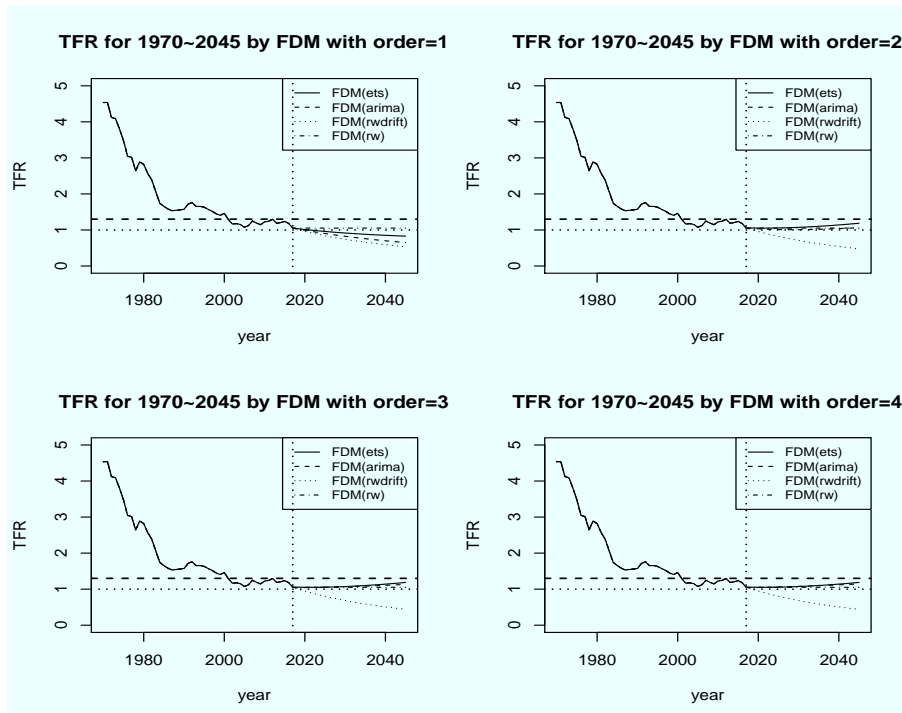 TFR for 1970~2045 by FDM with order=1
TFR
5
4
3
2
1
0
FDM(ets)
FDM(arima)
FDM(rwdrift)
FDM(rw)
1980
2000
2020
2040
year
TFR for 1970~2045 by FDM with order=2
TFR
5
4
3
2
1
0
FDM(ets)
FDM(arima)
FDM(rwdrift)
FDM(rw)
1980
2000
2020
2040
year
TFR for 1970~2045 by FDM with order=3
TFR
5
4
3
2
1
0
FDM(ets)
FDM(arima)
FDM(rwdrift)
FDM(rw)
1980
2000
2020
2040
year
TFR for 1970~2045 by FDM with order=4
TFR
5
4
3
2
1
0
FDM(ets)
FDM(arima)
FDM(rwdrift)
FDM(rw)
1980
2000
2020
2040
year